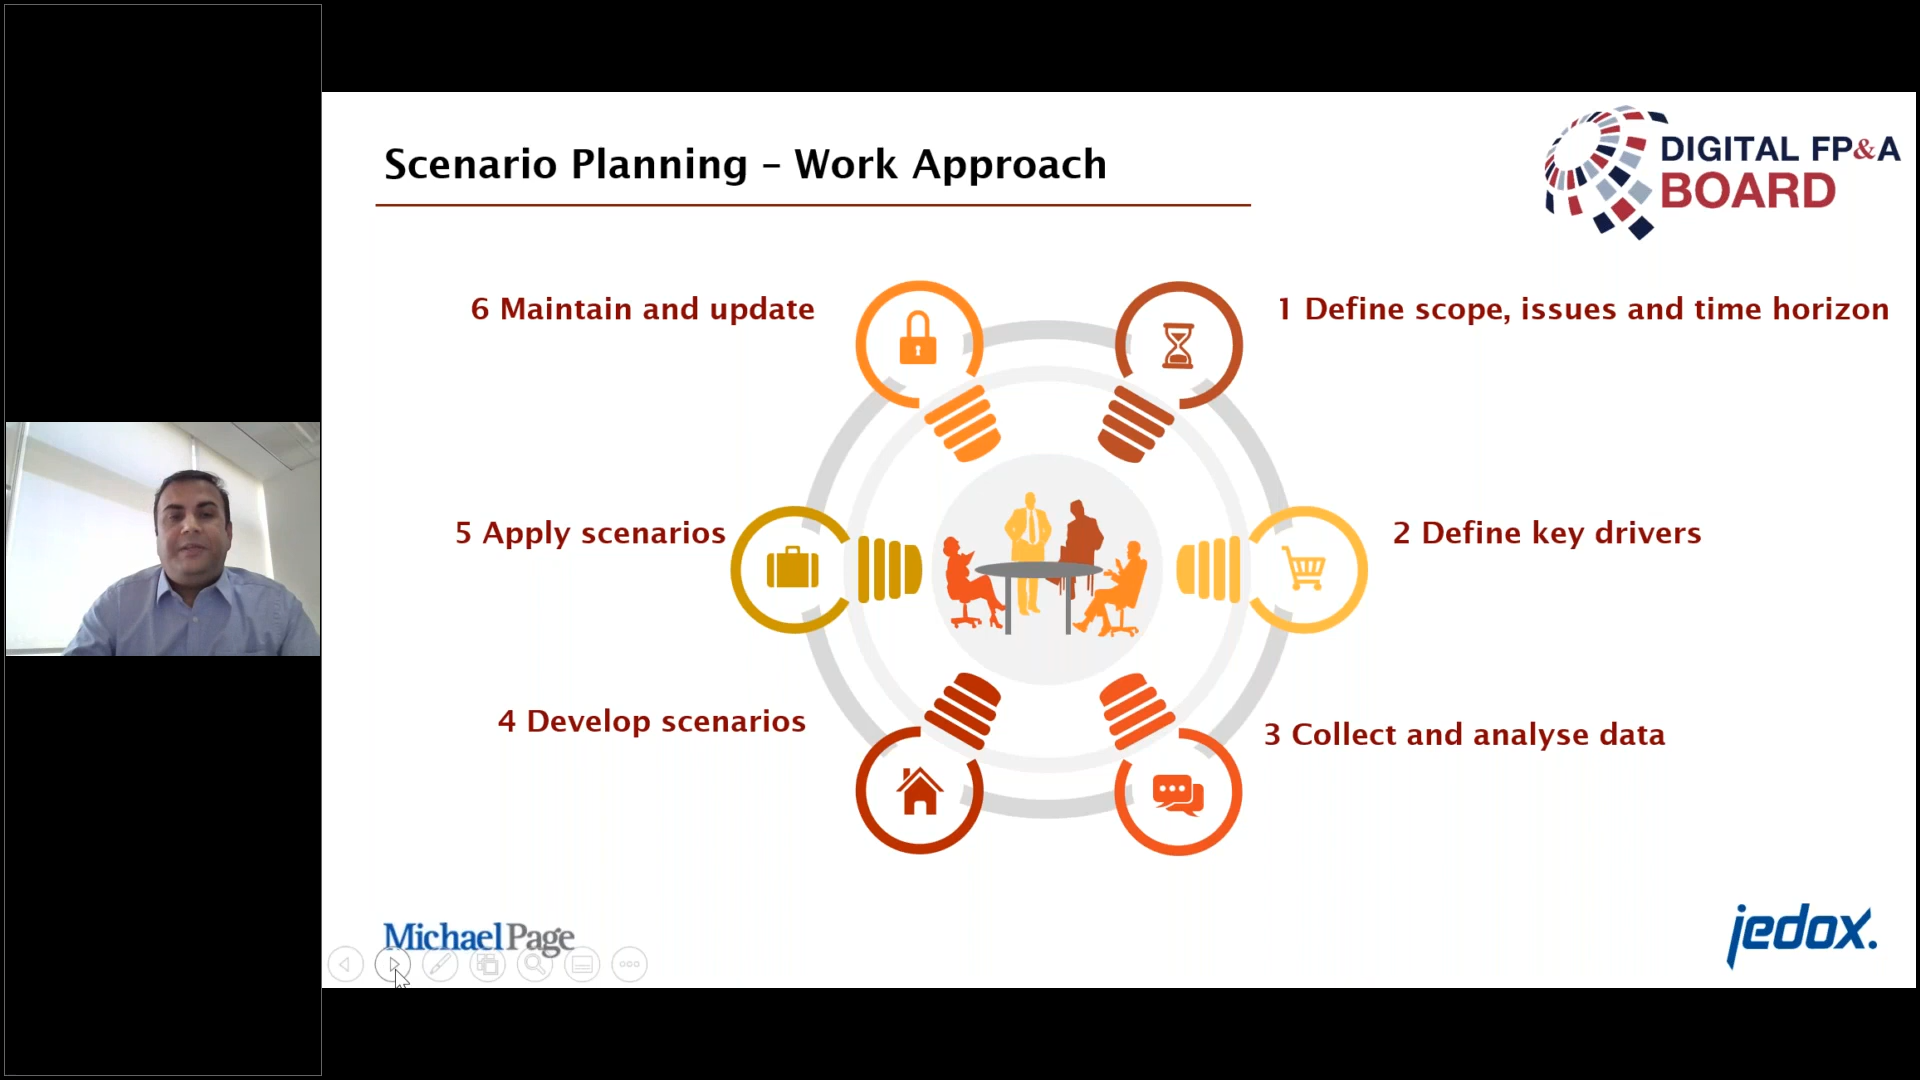 Scenario Planning – Work Approach
DIGITAL FP&A
BOARD
6 Maintain and update
1 Define scope, issues and time horizon
5 Apply scenarios
2 Define key drivers
4 Develop scenarios
3 Collect and analyse data
MichaelPage
jedox.